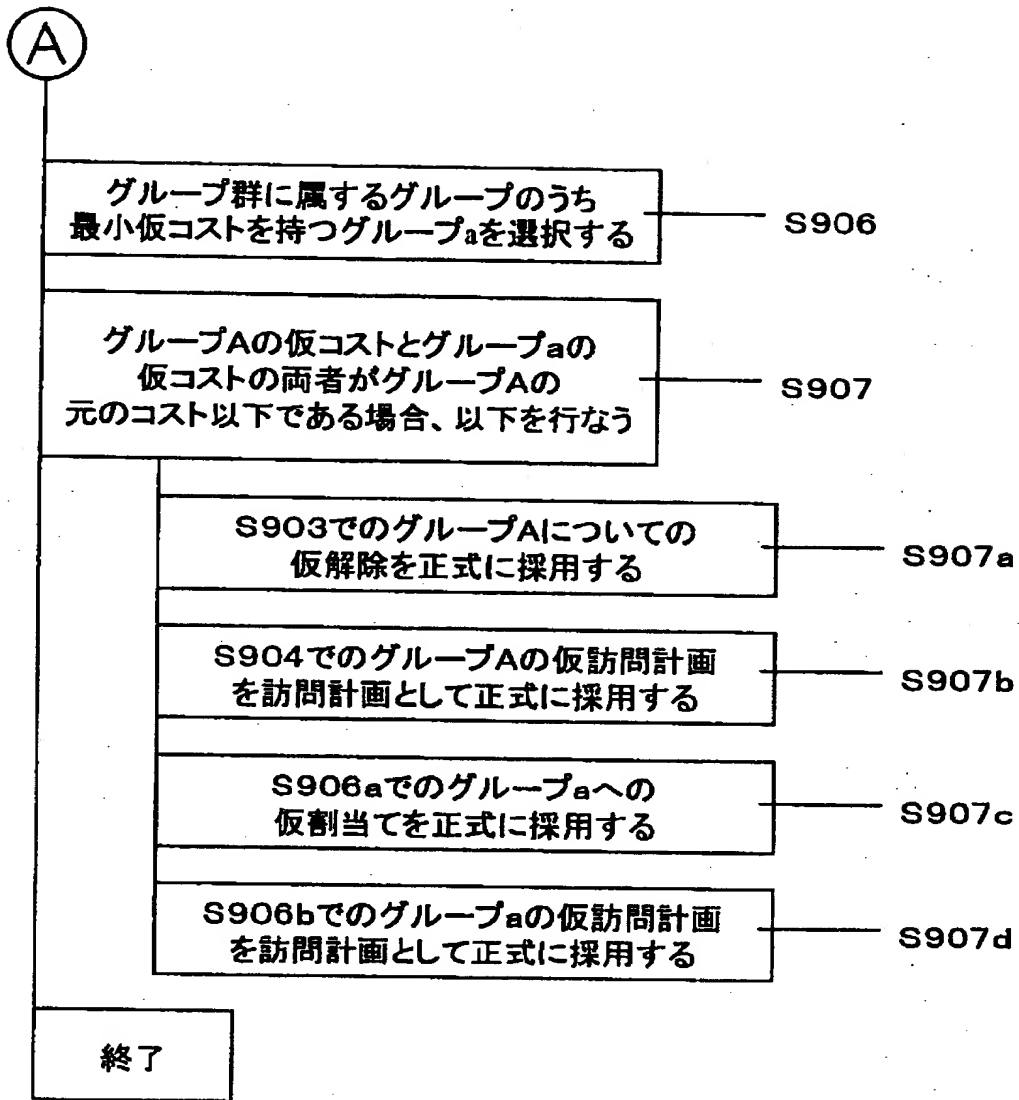 A
グループ群に属するグループのうち
最小仮コストを持つグループaを選択する
S906
グループAの仮コストとグループaの
仮コストの両者がグループAの
元のコスト以下である場合、以下を行なう
S907
S903でのグループAについての
仮解除を正式に採用する
S907a
S904でのグループAの仮訪問計画
を訪問計画として正式に採用する
S907b
S906aでのグループaへの
仮割当てを正式に採用する
S907c
S906bでのグループaの仮訪問計画
を訪問計画として正式に採用する
S907d
終了